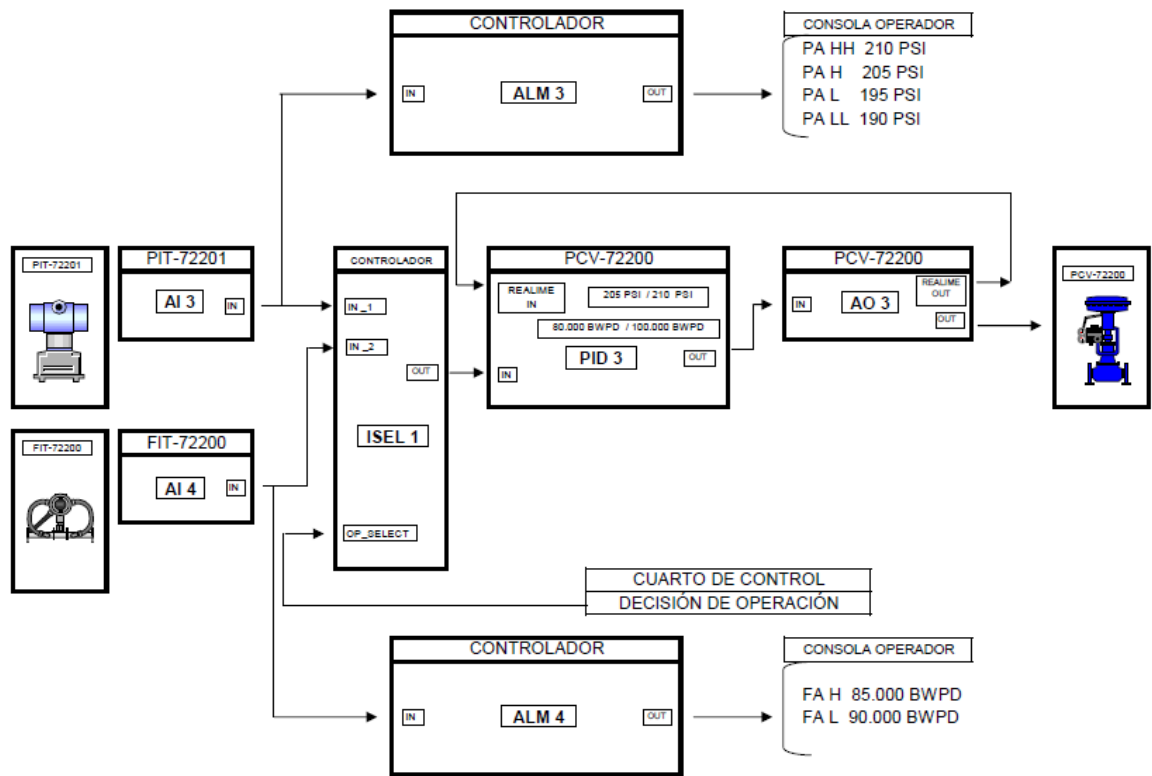 CONTROLADOR
IN
ALM 3
OUT
CONSOLA OPERADOR
PA HH 210 PSI
PA H 205 PSI
PA L 195 PSI
PA LL 190 PSI
PIT-72201
PIT-72201
AI 3
IN
CONTROLADOR
IN_1
IN_2
OUT
ISEL 1
OP_SELECT
PCV-72200
REALIME
IN
205 PSI / 210 PSI
80.000 BWPD / 100.000 BWPD
PID 3
OUT
IN
PCV-72200
REALIME
OUT
IN
AO 3
OUT
PCV-72200
FIT-72200
FIT-72200
AI 4
IN
CUARTO DE CONTROL
DECISIÓN DE OPERACIÓN
CONTROLADOR
IN
ALM 4
OUT
CONSOLA OPERADOR
FA H 85.000 BWPD
FA L 90.000 BWPD